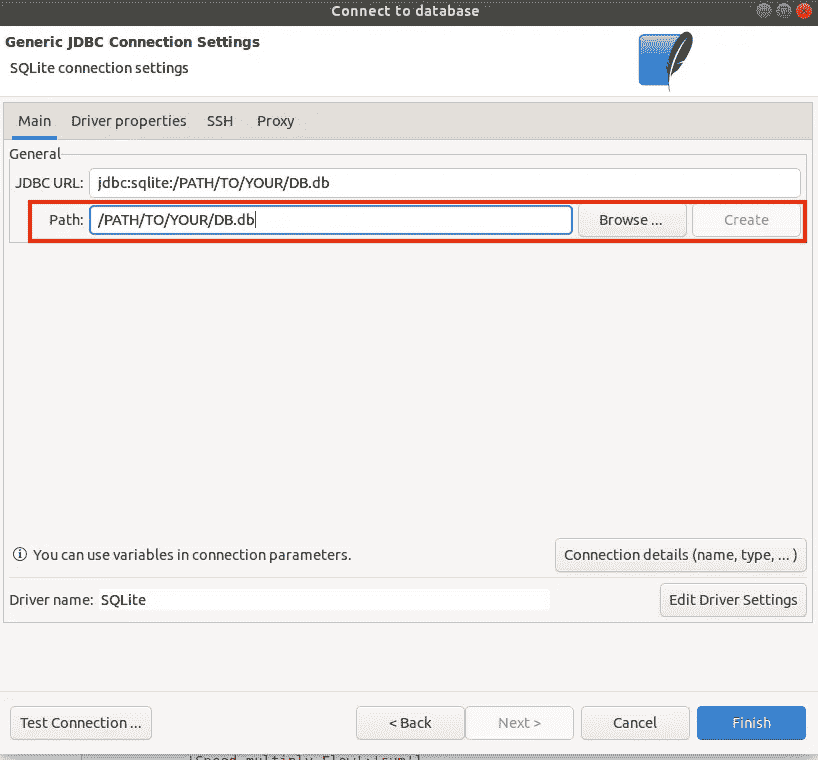 Connect to database
Generic JDBC Connection Settings
SQLite connection settings
Main Driver properties SSH Proxy
General
JDBC URL: jdbc:sqlite:/PATH/TO/YOUR/DB.db
Path: /PATH/TO/YOUR/DB.db Browse ... Create
You can use variables in connection parameters. Connection details (name, type, ... )
Driver name: SQLite Edit Driver Settings
Test Connection ... < Back Next > Cancel Finish